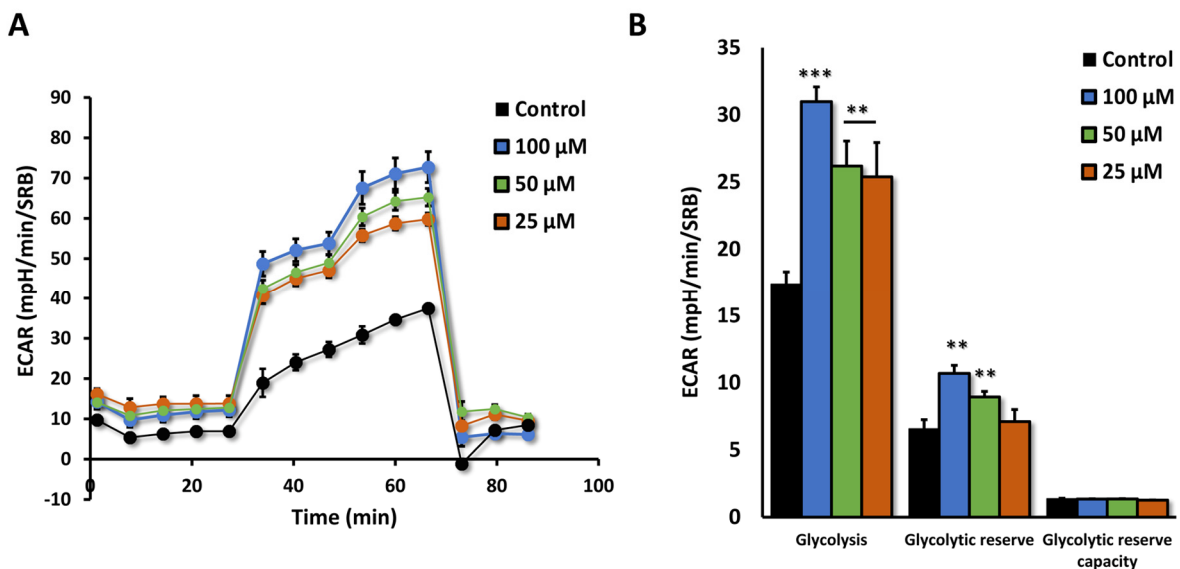 A
ECAR (mpH/min/SRB)
90
80
70
60
50
40
30
20
10
0
-10
0
20
40
60
80
100
Time (min)
Control
100 µM
50 µM
25 µM
B
ECAR (mpH/min/SRB)
35
30
25
20
15
10
5
0
***
**
**
**
Control
100 µM
50 µM
25 µM
Glycolysis
Glycolytic reserve
Glycolytic reserve
capacity